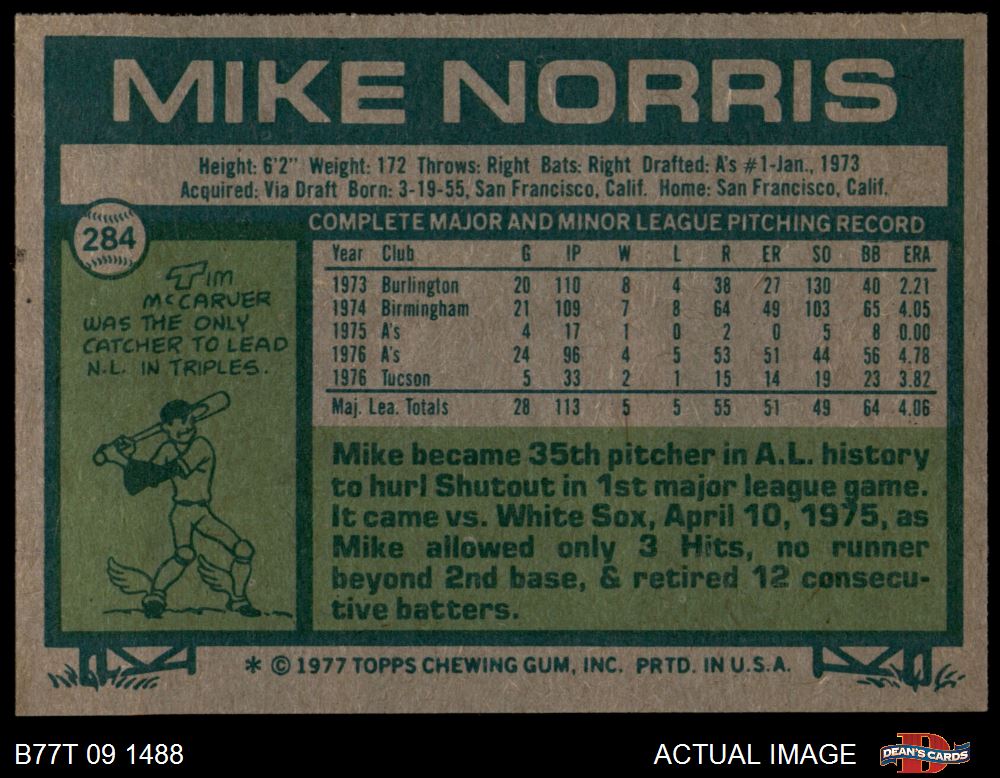 MIKE NORRIS
Height: 6'2" Weight: 172 Throws: Right Bats: Right Drafted: A's #1-Jan., 1973
Acquired: Via Draft Born: 3-19-55, San Francisco, Calif. Home: San Francisco, Calif.
284
TIM
McCARVER
WAS THE ONLY
CATCHER TO LEAD
N.L. IN TRIPLES.
COMPLETE MAJOR AND MINOR LEAGUE PITCHING RECORD
Year Club G IP W L R ER SO BB ERA
1973 Burlington 20 110 8 4 38 27 130 40 2.21
1974 Birmingham 21 109 7 8 64 49 103 65 4.05
1975 A's 4 17 1 0 2 0 5 8 0.00
1976 A's 24 96 4 5 53 51 44 56 4.78
1976 Tucson 5 33 2 1 15 14 19 23 3.82
Maj. Lea. Totals 28 113 5 5 55 51 49 64 4.06
Mike became 35th pitcher in A.L. history
to hurl Shutout in 1st major league game.
It came vs. White Sox, April 10, 1975, as
Mike allowed only 3 Hits, no runner
beyond 2nd base, & retired 12 consecu-
tive batters.
* © 1977 TOPPS CHEWING GUM, INC. PRTD. IN U.S.A.
B77T 09 1488
ACTUAL IMAGE
D
DEAN'S CARDS